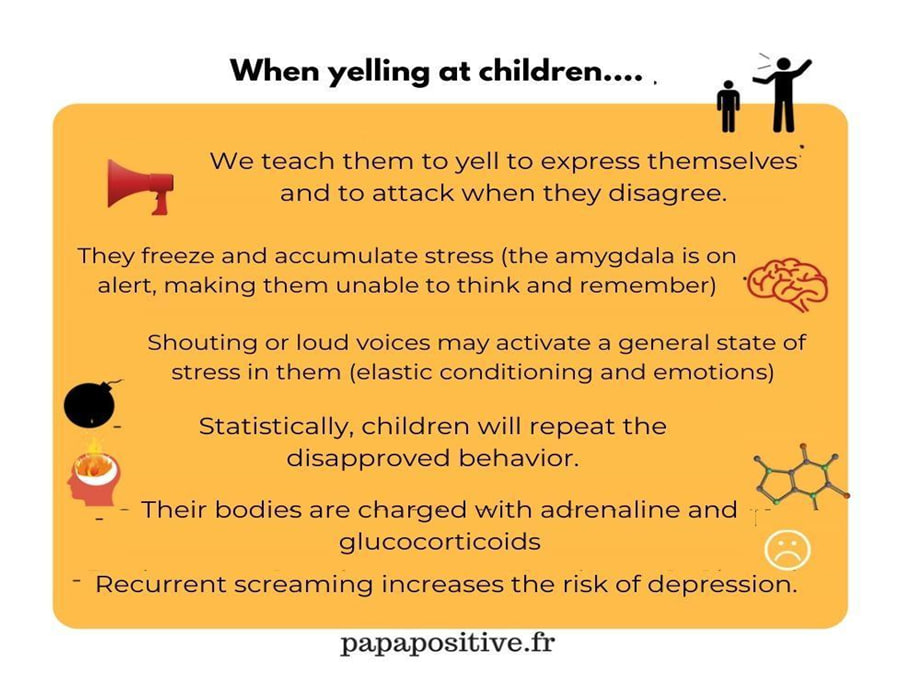 When yelling at children....
We teach them to yell to express themselves
and to attack when they disagree.
They freeze and accumulate stress (the amygdala is on
alert, making them unable to think and remember)
Shouting or loud voices may activate a general state of
stress in them (elastic conditioning and emotions)
Statistically, children will repeat the
disapproved behavior.
Their bodies are charged with adrenaline and
glucocorticoids
Recurrent screaming increases the risk of depression.
papapositive.fr